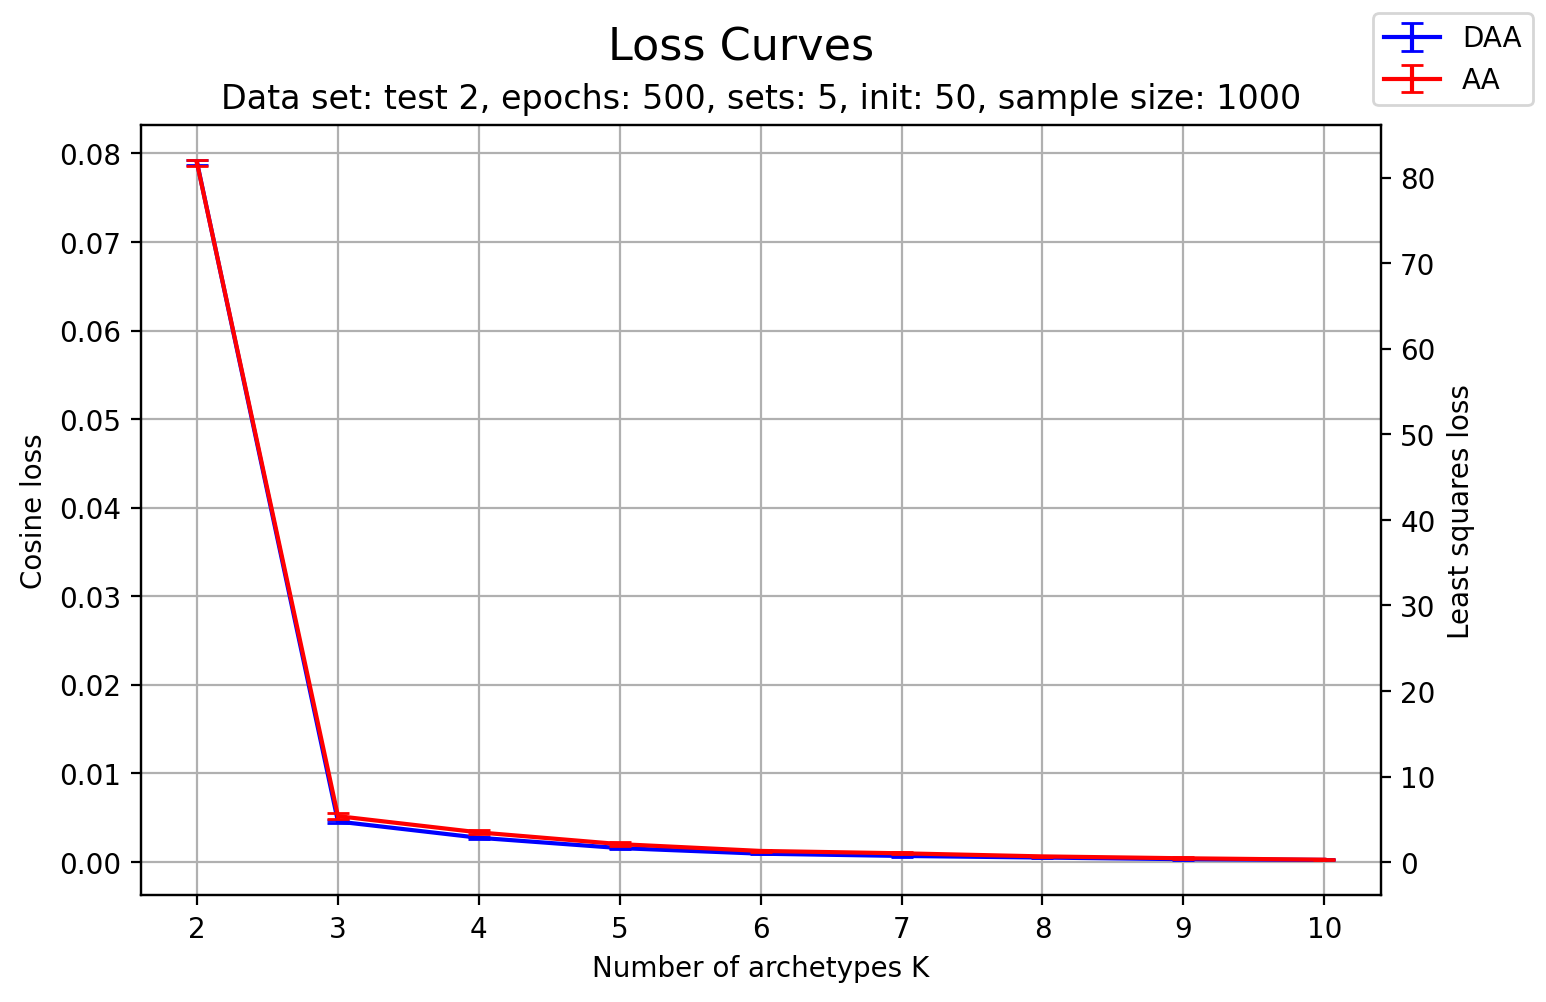 Loss Curves
Data set: test 2, epochs: 500, sets: 5, init: 50, sample size: 1000
DAA
AA
0.08
0.07
0.06
0.05
0.04
0.03
0.02
0.01
0.00
Cosine loss
80
70
60
50
40
30
20
10
0
Least squares loss
2 3 4 5 6 7 8 9 10
Number of archetypes K